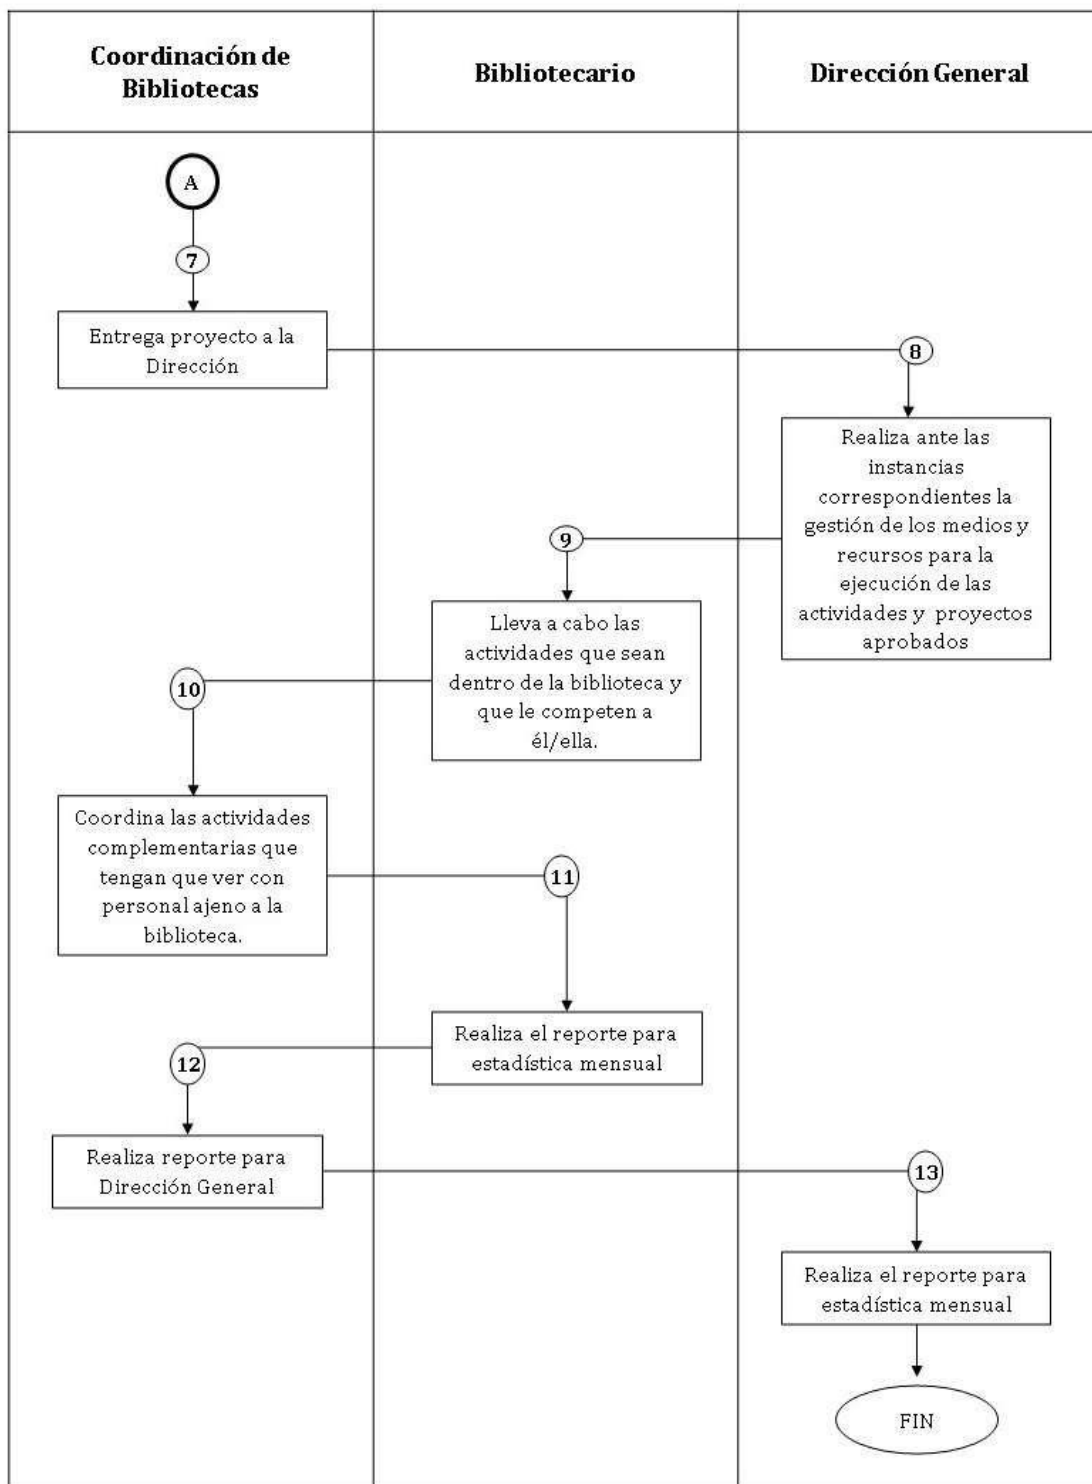 Coordinación de
Bibliotecas
Bibliotecario
Dirección General
A
7
Entrega proyecto a la
Dirección
8
Realiza ante las
instancias
correspondientes la
gestión de los medios y
recursos para la
ejecución de las
actividades y proyectos
aprobados
9
Lleva a cabo las
actividades que sean
dentro de la biblioteca y
que le competen a
él/ella.
10
Coordina las actividades
complementarias que
tengan que ver con
personal ajeno a la
biblioteca.
11
Realiza el reporte para
estadística mensual
12
Realiza reporte para
Dirección General
13
Realiza el reporte para
estadística mensual
FIN